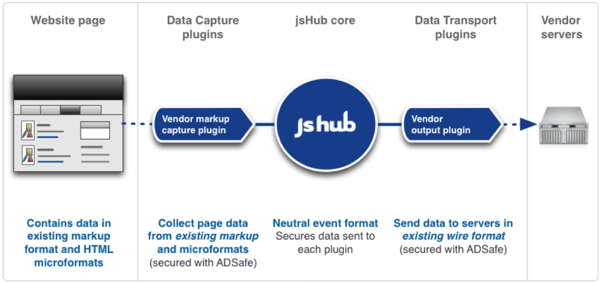 Website page
Data Capture
plugins
jsHub core
Data Transport
plugins
Vendor
servers
Vendor markup
capture plugin
jshub
Vendor
output plugin
Contains data in
existing markup
format and HTML
microformats
Collect page data
from existing markup
and microformats
(secured with ADSafe)
Neutral event format
Secures data sent to
each plugin
Send data to servers in
existing wire format
(secured with ADSafe)